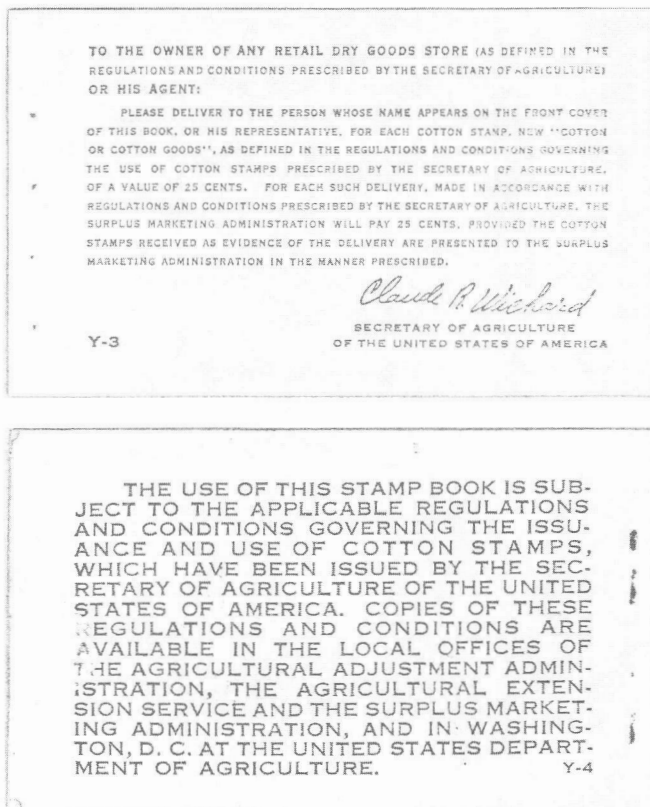 TO THE OWNER OF ANY RETAIL DRY GOODS STORE (AS DEFINED IN THE
REGULATIONS AND CONDITIONS PRESCRIBED BY THE SECRETARY OF AGRICULTURE)
OR HIS AGENT:
PLEASE DELIVER TO THE PERSON WHOSE NAME APPEARS ON THE FRONT COVER
OF THIS BOOK, OR HIS REPRESENTATIVE, FOR EACH COTTON STAMP, NEW "COTTON
OR COTTON GOODS", AS DEFINED IN THE REGULATIONS AND CONDITIONS GOVERNING
THE USE OF COTTON STAMPS PRESCRIBED BY THE SECRETARY OF AGRICULTURE,
OF A VALUE OF 25 CENTS. FOR EACH SUCH DELIVERY, MADE IN ACCORDANCE WITH
REGULATIONS AND CONDITIONS PRESCRIBED BY THE SECRETARY OF AGRICULTURE, THE
SURPLUS MARKETING ADMINISTRATION WILL PAY 25 CENTS, PROVIDED THE COTTON
STAMPS RECEIVED AS EVIDENCE OF THE DELIVERY ARE PRESENTED TO THE SURPLUS
MARKETING ADMINISTRATION IN THE MANNER PRESCRIBED.
Claude R. Wickard
SECRETARY OF AGRICULTURE
Y-3 OF THE UNITED STATES OF AMERICA
THE USE OF THIS STAMP BOOK IS SUB-
JECT TO THE APPLICABLE REGULATIONS
AND CONDITIONS GOVERNING THE ISSU-
ANCE AND USE OF COTTON STAMPS,
WHICH HAVE BEEN ISSUED BY THE SEC-
RETARY OF AGRICULTURE OF THE UNITED
STATES OF AMERICA. COPIES OF THESE
REGULATIONS AND CONDITIONS ARE
AVAILABLE IN THE LOCAL OFFICES OF
THE AGRICULTURAL ADJUSTMENT ADMIN-
ISTRATION, THE AGRICULTURAL EXTEN-
SION SERVICE AND THE SURPLUS MARKET-
ING ADMINISTRATION, AND IN WASHING-
TON, D. C. AT THE UNITED STATES DEPART-
MENT OF AGRICULTURE. Y-4